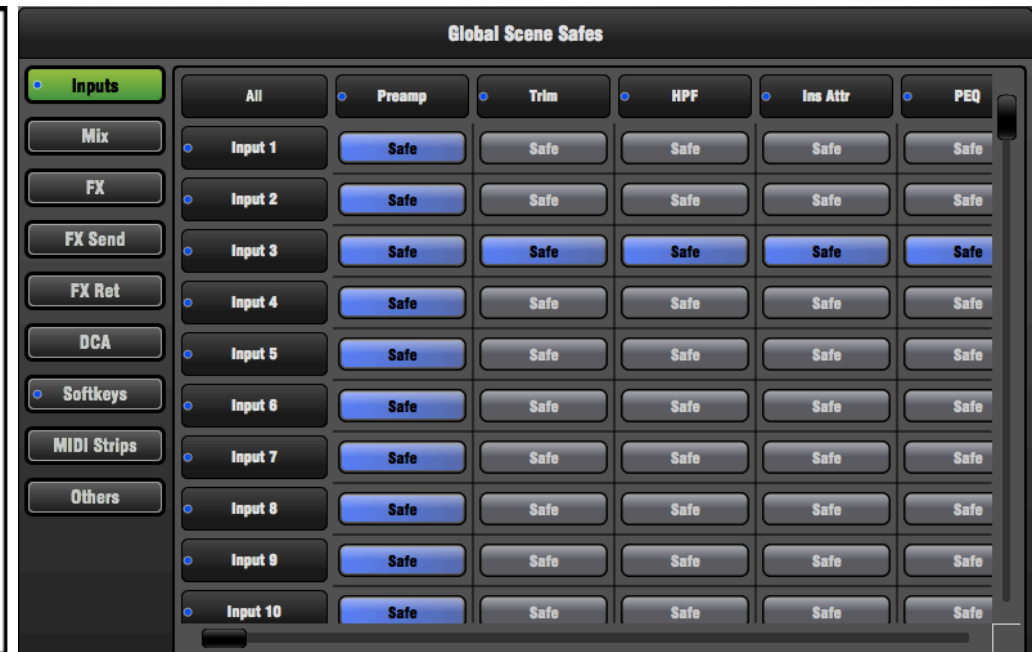 Global Scene Safes
Inputs
Mix
FX
FX Send
FX Ret
DCA
Softkeys
MIDI Strips
Others
All Preamp Trim HPF Ins Attr PEQ
Input 1 Safe Safe Safe Safe Safe
Input 2 Safe Safe Safe Safe Safe
Input 3 Safe Safe Safe Safe Safe
Input 4 Safe Safe Safe Safe Safe
Input 5 Safe Safe Safe Safe Safe
Input 6 Safe Safe Safe Safe Safe
Input 7 Safe Safe Safe Safe Safe
Input 8 Safe Safe Safe Safe Safe
Input 9 Safe Safe Safe Safe Safe
Input 10 Safe Safe Safe Safe Safe